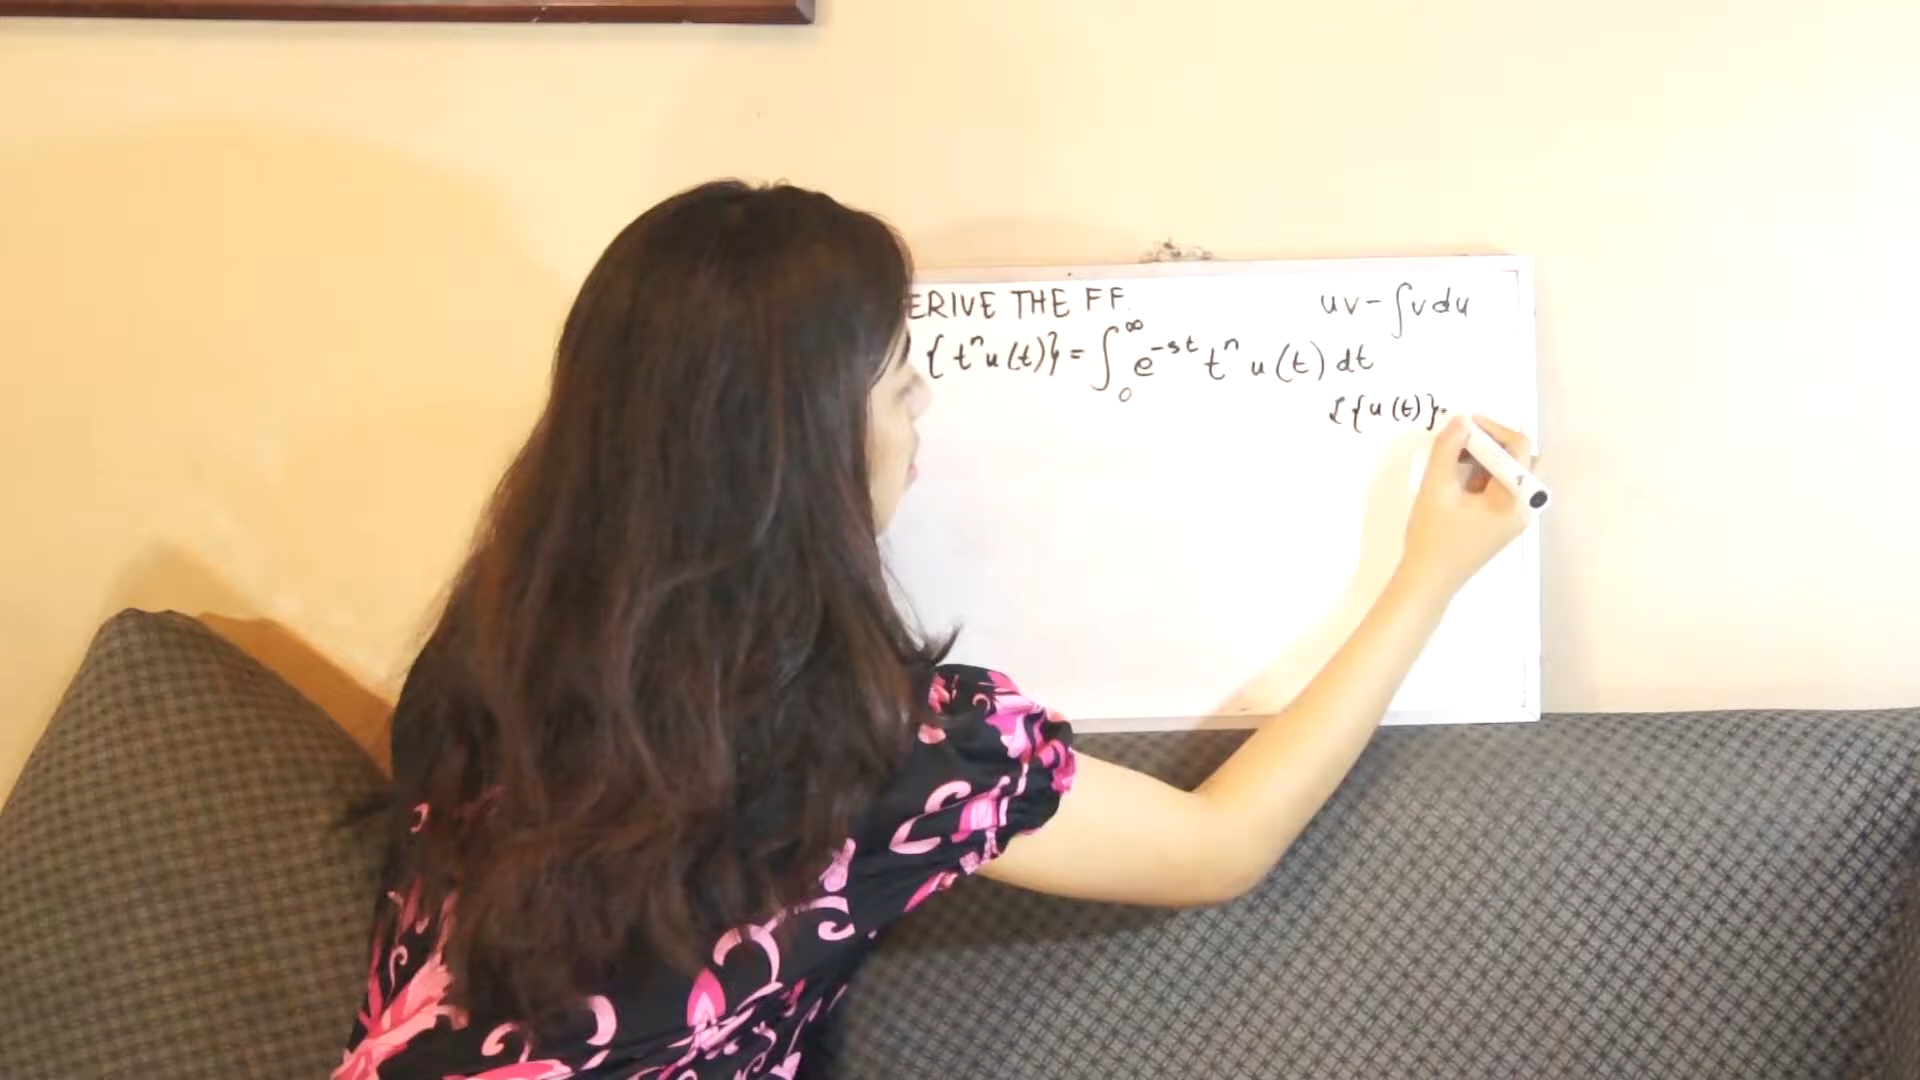 ERIVE THE FF. uv - ∫v du
{tⁿu(t)} = ∫₀^∞ e^{-st} tⁿ u(t) dt
ℒ{u(t)}=